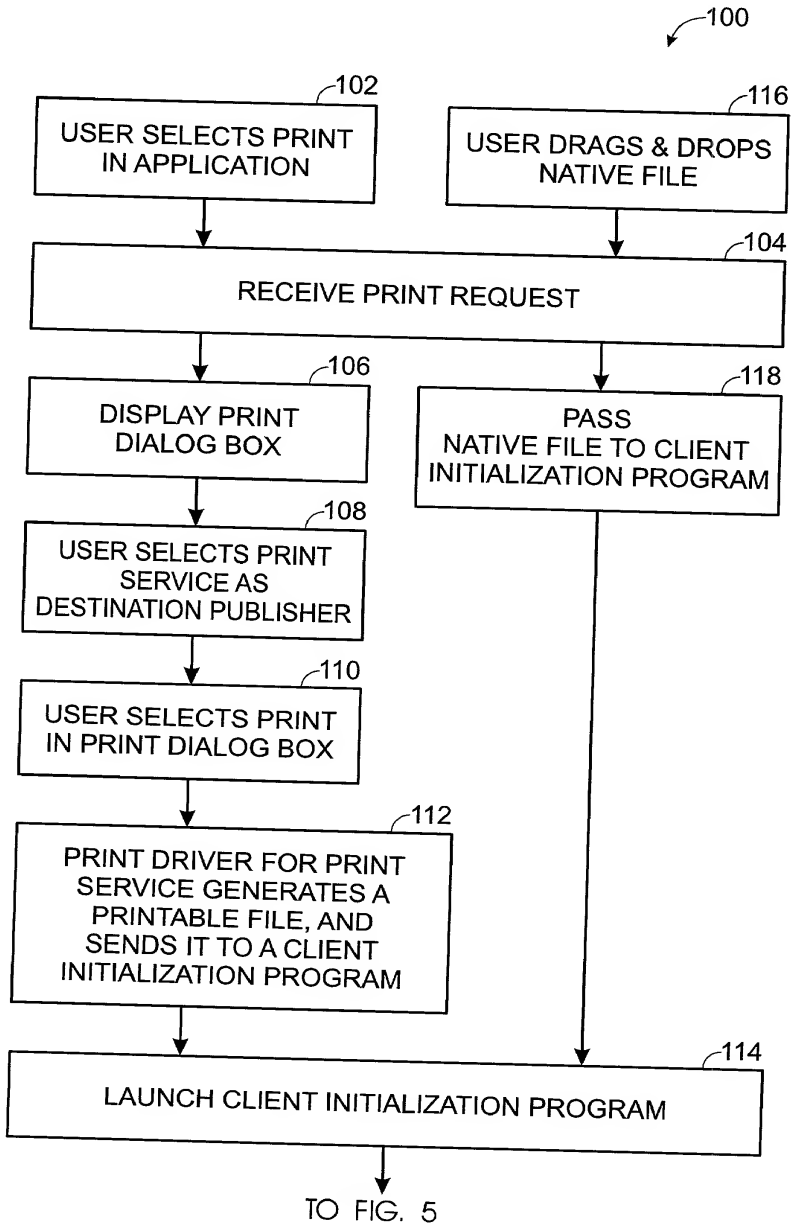 100
102
USER SELECTS PRINT
IN APPLICATION
116
USER DRAGS & DROPS
NATIVE FILE
104
RECEIVE PRINT REQUEST
106
DISPLAY PRINT
DIALOG BOX
118
PASS
NATIVE FILE TO CLIENT
INITIALIZATION PROGRAM
108
USER SELECTS PRINT
SERVICE AS
DESTINATION PUBLISHER
110
USER SELECTS PRINT
IN PRINT DIALOG BOX
112
PRINT DRIVER FOR PRINT
SERVICE GENERATES A
PRINTABLE FILE, AND
SENDS IT TO A CLIENT
INITIALIZATION PROGRAM
114
LAUNCH CLIENT INITIALIZATION PROGRAM
TO FIG. 5